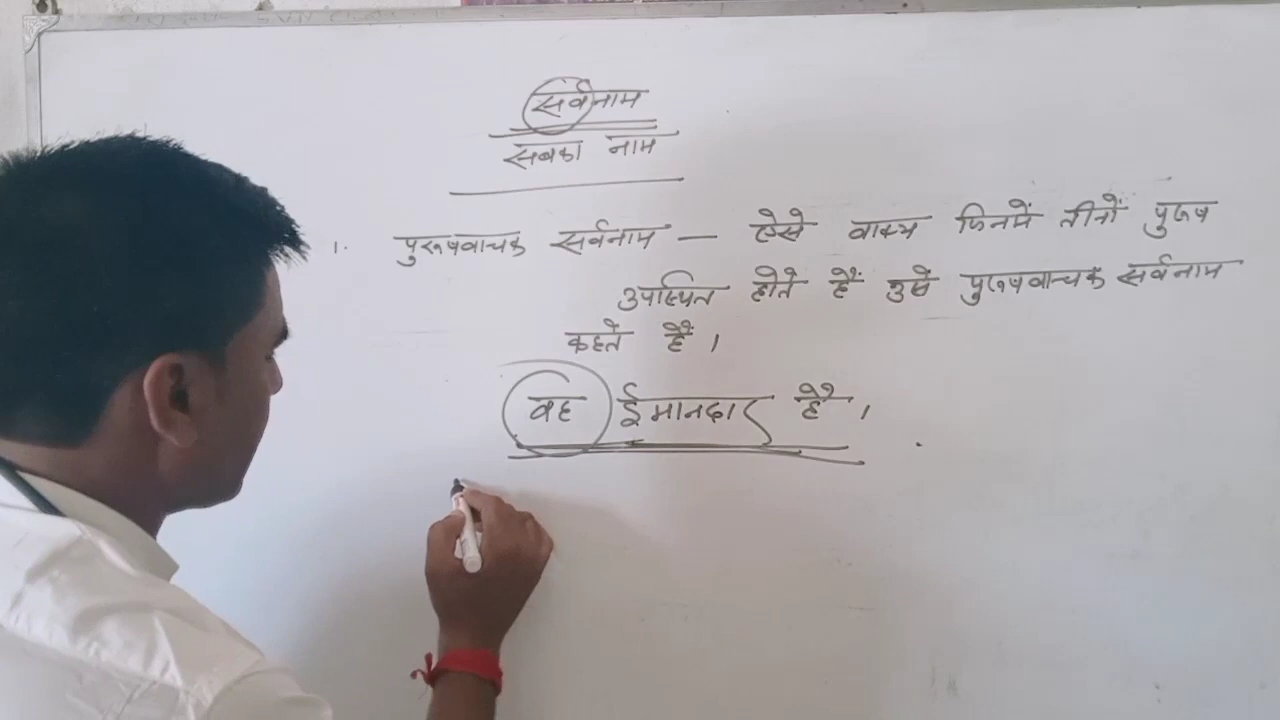 सर्वनाम
सबका नाम
1. पुरूषवाचक सर्वनाम — ऐसे वाक्य जिनमें तीनों पुरूष
उपस्थित होते हैं उसे पुरूषवाचक सर्वनाम
कहते हैं।
वह ईमानदार है।